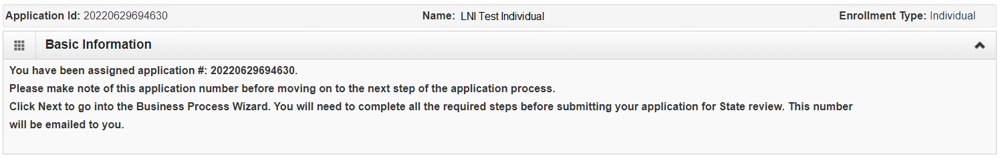 Application Id: 20220629694630 Name: LNI Test Individual Enrollment Type: Individual
Basic Information
You have been assigned application #: 20220629694630.
Please make note of this application number before moving on to the next step of the application process.
Click Next to go into the Business Process Wizard. You will need to complete all the required steps before submitting your application for State review. This number
will be emailed to you.